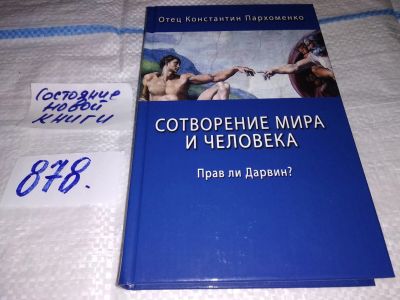 Состояние
новой
книги
878.
Отец Константин Пархоменко
СОТВОРЕНИЕ МИРА
И ЧЕЛОВЕКА
Прав ли Дарвин?